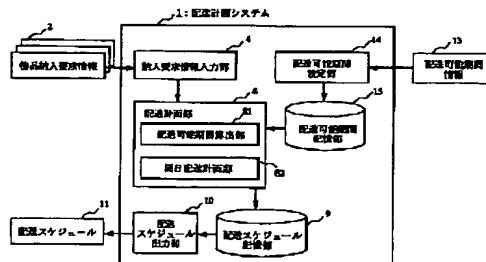 1：配送計画システム
2
備品納入要求情報
4
納入要求情報入力部
14
配送可能期間
設定部
13
配送可能期間
情報
6
配送計画部
61
配送可能期間算出部
62
同日配送計画部
15
配送可能期間
記憶部
11
配送スケジュール
10
配送
スケジュール
出力部
9
配送スケジュール
記憶部